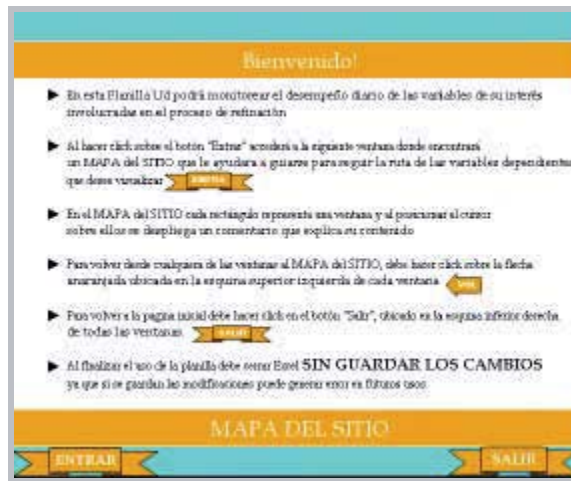 Bienvenido!
En esta Planilla Ud podrá monitorear el desempeño diario de las variables de su interés
involucradas en el proceso de refinación
Al hacer click sobre el botón "Entrar" accederá a la siguiente ventana donde encontrará
un MAPA del SITIO que le ayudara a guiarse para seguir la ruta de las variables dependientes
que desee visualizar
En el MAPA del SITIO cada rectángulo representa una ventana y al posicionar el cursor
sobre ellos se despliega un comentario que explica su contenido
Para volver desde cualquiera de las ventanas al MAPA del SITIO, debe hacer click sobre la flecha
anaranjada ubicada en la esquina superior izquierda de cada ventana
Para volver a la pagina inicial debe hacer click en el botón "Salir", ubicado en la esquina inferior derecha
de todas las ventanas SALIR
Al finalizar el uso de la planilla debe cerrar Excel SIN GUARDAR LOS CAMBIOS
ya que si se guardan las modificaciones puede generar error en futuros usos
MAPA DEL SITIO
ENTRAR
SALIR